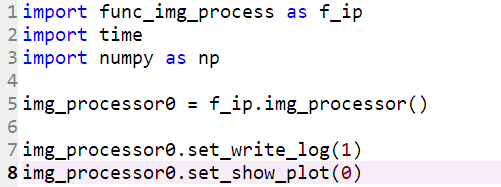 1 import func_img_process as f_ip
2 import time
3 import numpy as np
4
5 img_processor0 = f_ip.img_processor()
6
7 img_processor0.set_write_log(1)
8 img_processor0.set_show_plot(0)